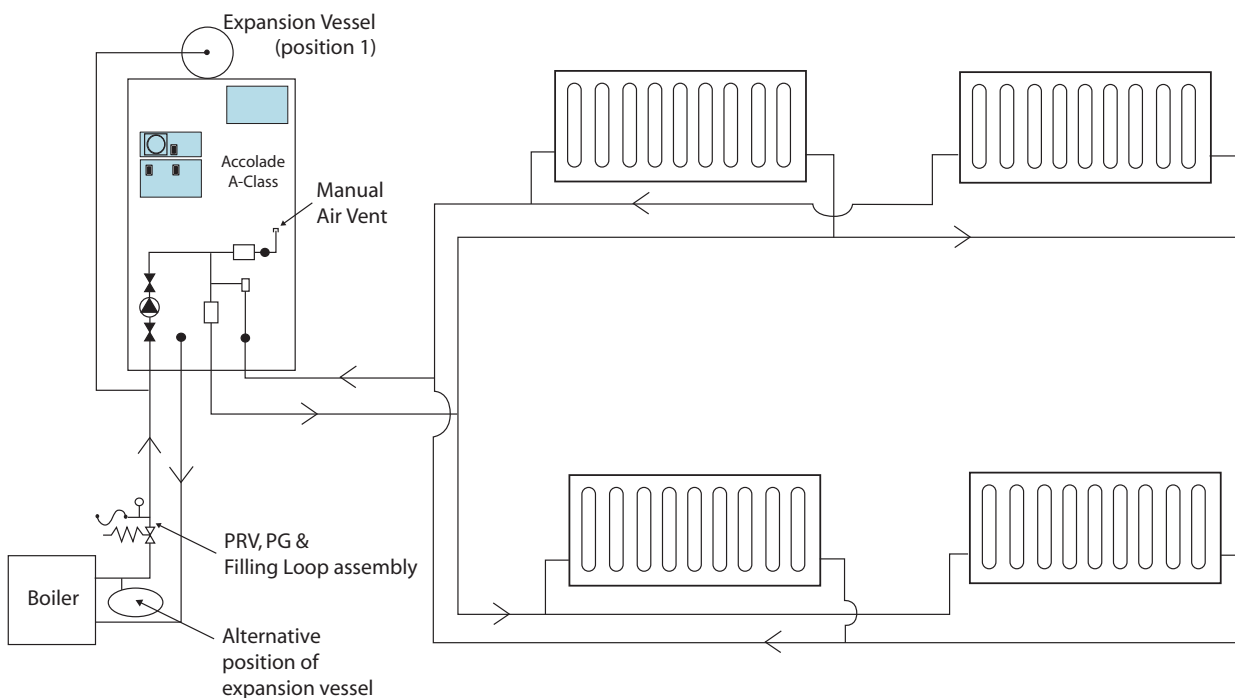 Expansion Vessel
(position 1)
Accolade
A-Class
Manual
Air Vent
PRV, PG &
Filling Loop assembly
Boiler
Alternative
position of
expansion vessel